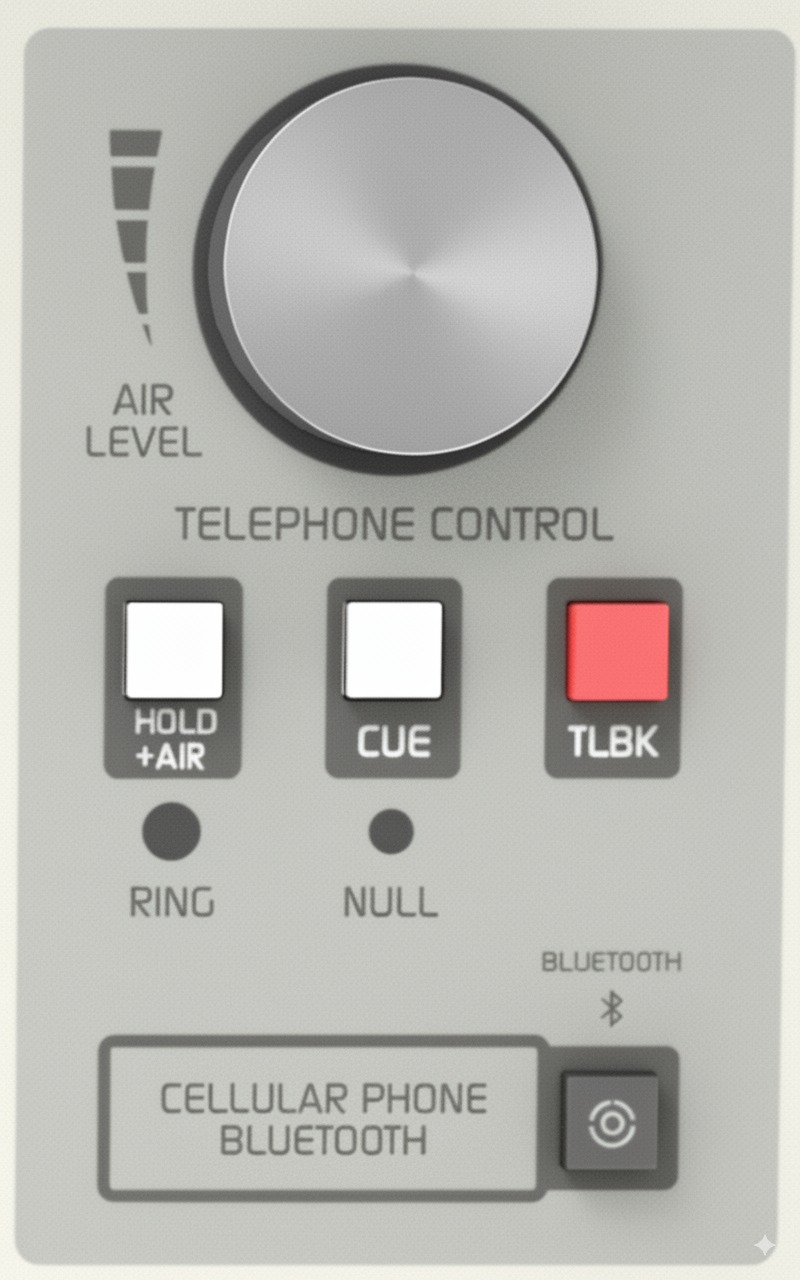 AIR
LEVEL
TELEPHONE CONTROL
HOLD
+AIR
CUE
TLBK
RING
NULL
BLUETOOTH
CELLULAR PHONE
BLUETOOTH